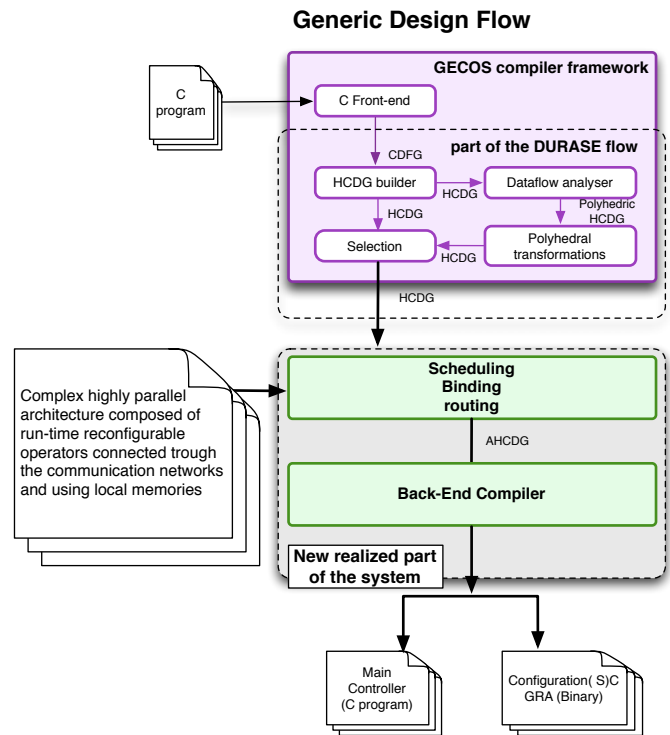 Generic Design Flow
GECOS compiler framework
C
program
C Front-end
CDFG
part of the DURASE flow
HCDG builder
HCDG
Dataflow analyser
HCDG
Polyhedric
HCDG
Selection
HCDG
Polyhedral
transformations
HCDG
Complex highly parallel
architecture composed of
run-time reconfigurable
operators connected trough
the communication networks
and using local memories
Scheduling
Binding
routing
AHCDG
Back-End Compiler
New realized part
of the system
Main
Controller
(C program)
Configuration( S)C
GRA (Binary)